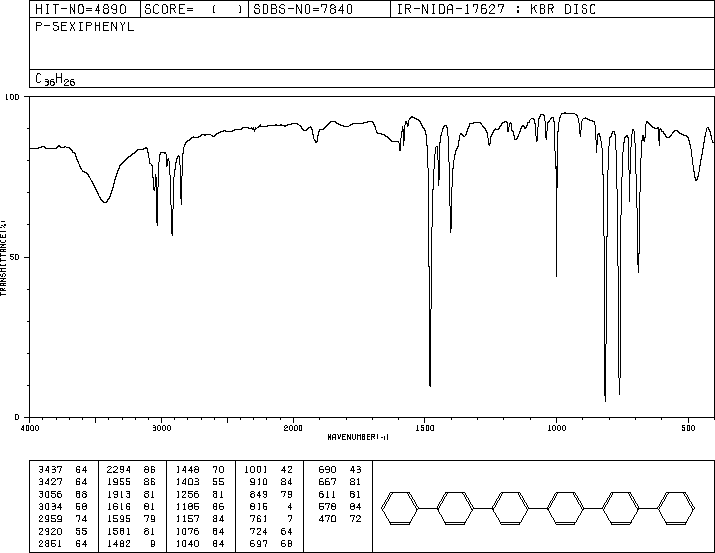 HIT-NO=4890 SCORE= ( ) SDBS-NO=7840 IR-NIDA-17627 : KBR DISC
P-SEXIPHENYL
C36H26
100
50
0
TRANSMITTANCE(%)
4000 3000 2000 1500 1000 500
WAVENUMBER(-1)
3437 64 2294 86 1448 70 1001 42 690 43
3427 64 1955 86 1403 55 910 84 667 81
3056 68 1913 81 1256 81 849 79 611 81
3034 58 1616 81 1186 86 816 4 578 84
2959 74 1595 79 1157 84 761 7 470 72
2920 55 1581 81 1076 84 724 64
2851 64 1482 9 1040 84 697 68